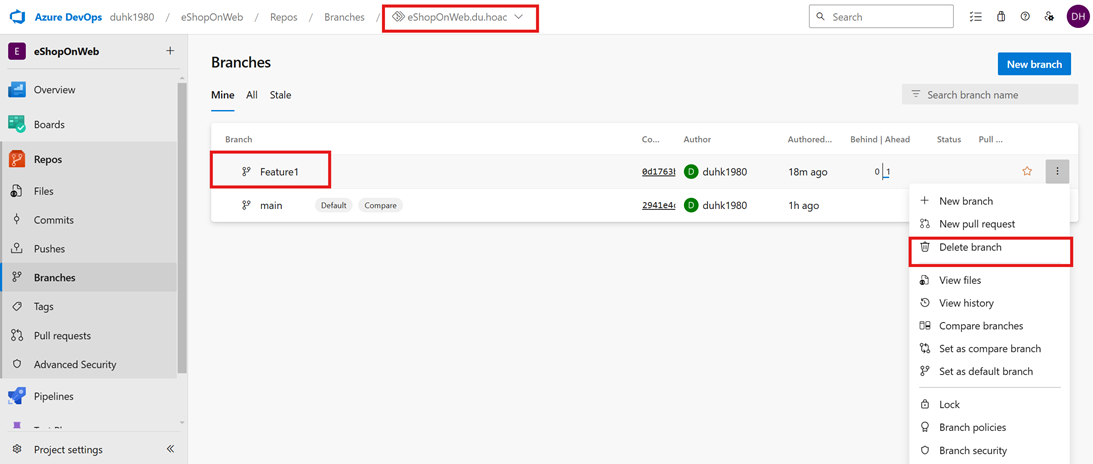 Azure DevOps duhk1980 / eShopOnWeb / Repos / Branches / eShopOnWeb.du.hoac Search DH
E eShopOnWeb +
Overview
Boards
Repos
Files
Commits
Pushes
Branches
Tags
Pull requests
Advanced Security
Pipelines
Project settings
Branches
New branch
Mine All Stale
Search branch name
Branch Co... Author Authored... Behind | Ahead Status Pull ...
Feature1 0d1763b D duhk1980 18m ago 0 1
main Default Compare 2941e4c D duhk1980 1h ago
New branch
New pull request
Delete branch
View files
View history
Compare branches
Set as compare branch
Set as default branch
Lock
Branch policies
Branch security